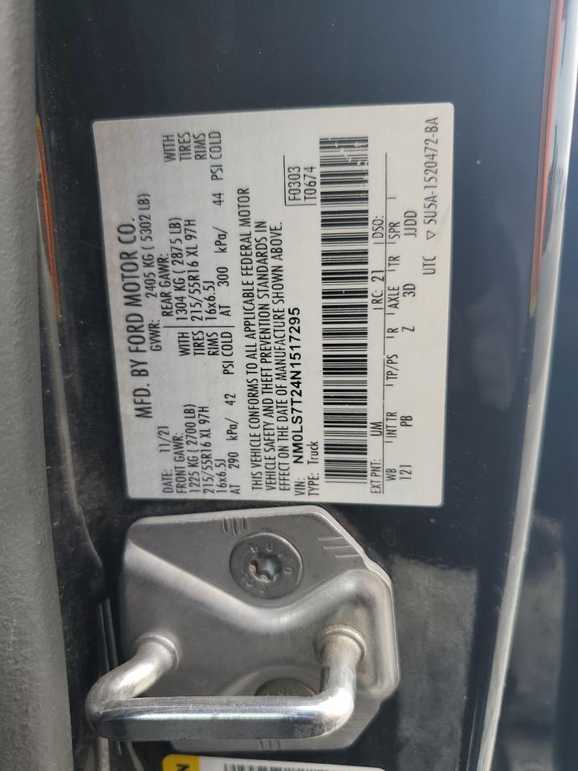 MFD. BY FORD MOTOR CO.
DATE: 11/21 GVWR: 2405 KG ( 5302 LB)
FRONT GAWR: REAR GAWR:
1225 KG ( 2700 LB) WITH 1304 KG ( 2875 LB) WITH
215/55R16 XL 97H TIRES 215/55R16 XL 97H TIRES
16x6.5J RIMS 16x6.5J RIMS
AT 290 kPa/ 42 PSI COLD AT 300 kPa/ 44 PSI COLD
THIS VEHICLE CONFORMS TO ALL APPLICABLE FEDERAL MOTOR
VEHICLE SAFETY AND THEFT PREVENTION STANDARDS IN
EFFECT ON THE DATE OF MANUFACTURE SHOWN ABOVE.
VIN: NM0LS7T24N1517295
TYPE: Truck
F0303
T0674
EXT PNT: UM RC: 21 DSO:
WB INT TR TP/PS R AXLE TR SPR
121 PB Z 3D JJDD
UTC ▽ 5U5A-1520472-BA